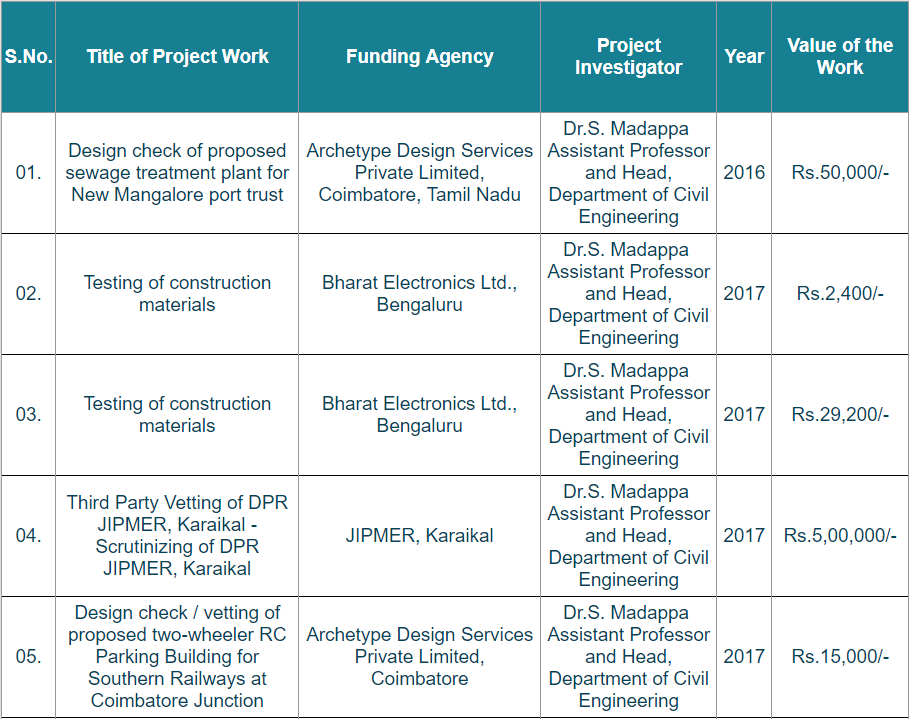 S.No.
Title of Project Work
Funding Agency
Project
Investigator
Year
Value of the
Work
01.
Design check of proposed
sewage treatment plant for
New Mangalore port trust
Archetype Design Services
Private Limited,
Coimbatore, Tamil Nadu
Dr.S. Madappa
Assistant Professor
and Head,
Department of Civil
Engineering
2016
Rs.50,000/-
02.
Testing of construction
materials
Bharat Electronics Ltd.,
Bengaluru
Dr.S. Madappa
Assistant Professor
and Head,
Department of Civil
Engineering
2017
Rs.2,400/-
03.
Testing of construction
materials
Bharat Electronics Ltd.,
Bengaluru
Dr.S. Madappa
Assistant Professor
and Head,
Department of Civil
Engineering
2017
Rs.29,200/-
04.
Third Party Vetting of DPR
JIPMER, Karaikal -
Scrutinizing of DPR
JIPMER, Karaikal
JIPMER, Karaikal
Dr.S. Madappa
Assistant Professor
and Head,
Department of Civil
Engineering
2017
Rs.5,00,000/-
05.
Design check / vetting of
proposed two-wheeler RC
Parking Building for
Southern Railways at
Coimbatore Junction
Archetype Design Services
Private Limited,
Coimbatore
Dr.S. Madappa
Assistant Professor
and Head,
Department of Civil
Engineering
2017
Rs.15,000/-